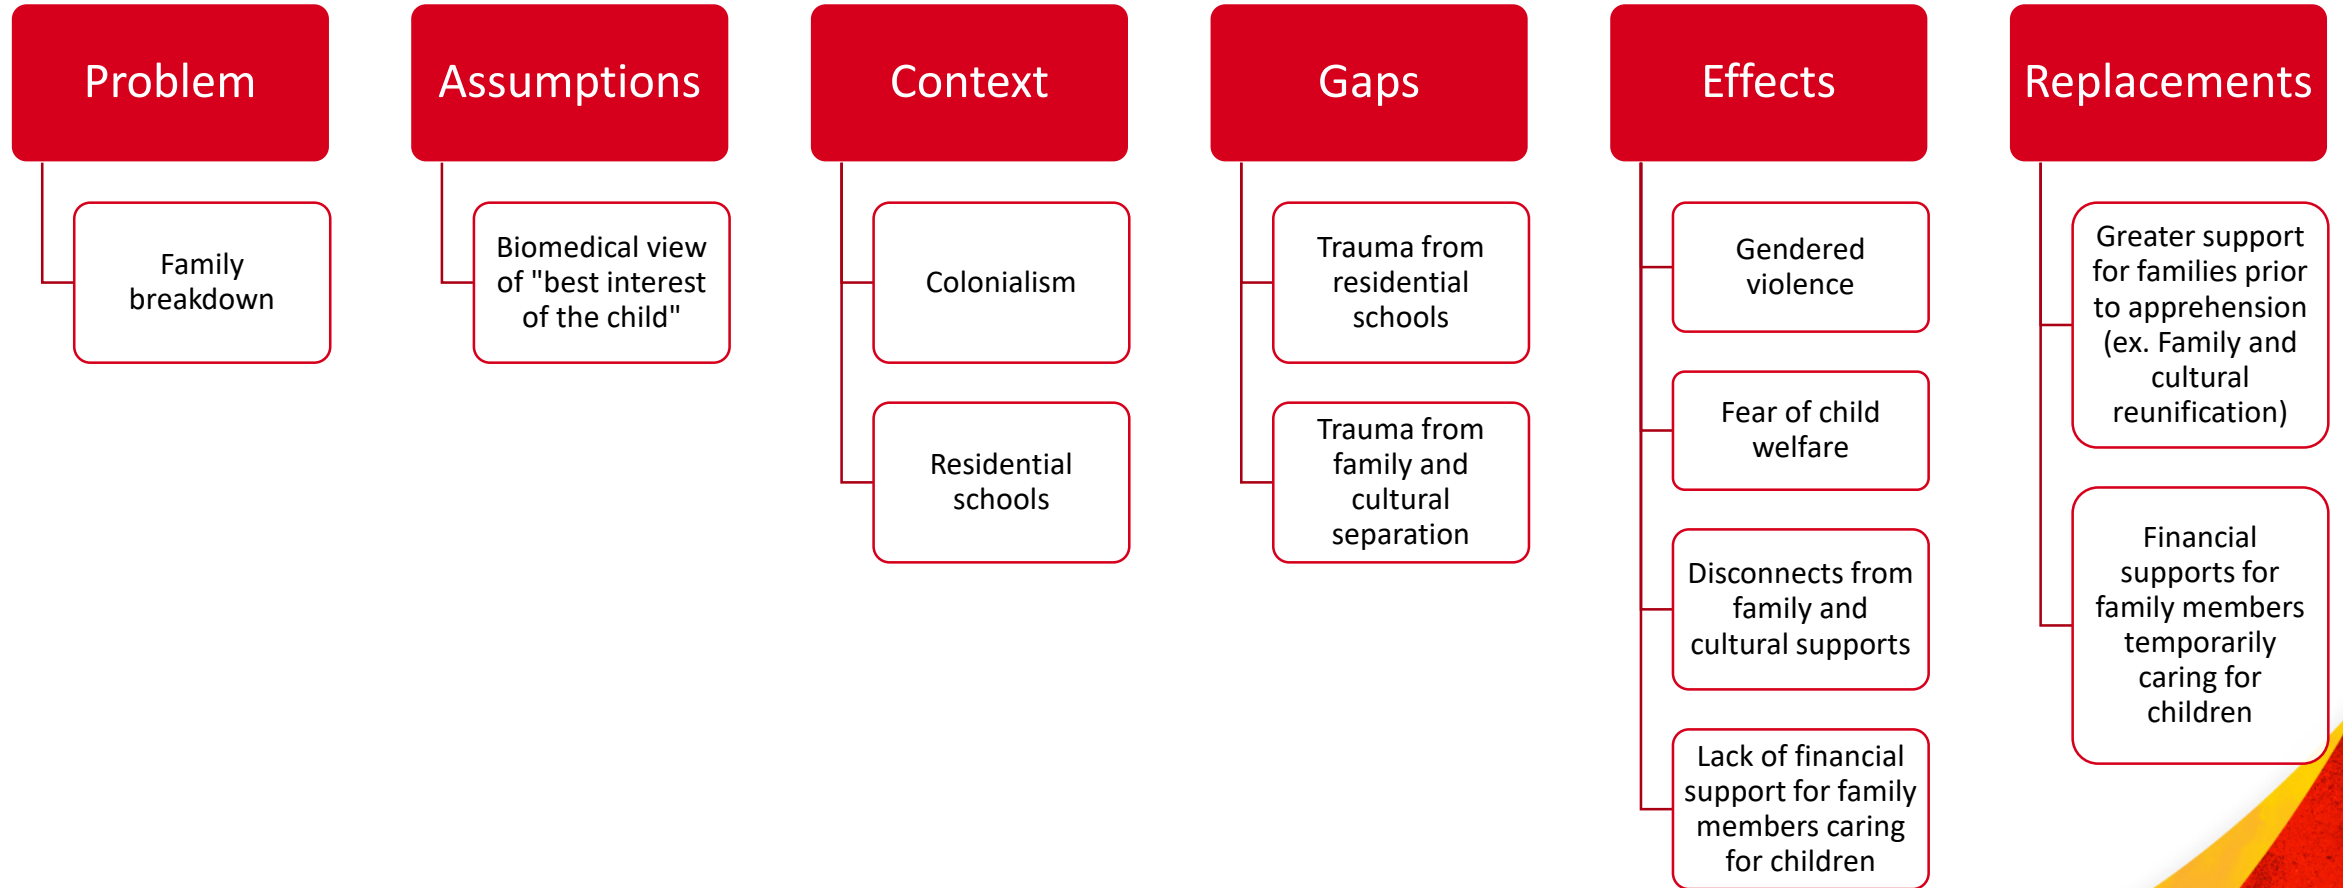 Problem
Family
breakdown
Assumptions
Biomedical view
of "best interest
of the child"
Context
Colonialism
Residential
schools
Gaps
Trauma from
residential
schools
Trauma from
family and
cultural
separation
Effects
Gendered
violence
Fear of child
welfare
Disconnects from
family and
cultural supports
Lack of financial
support for family
members caring
for children
Replacements
Greater support
for families prior
to apprehension
(ex. Family and
cultural
reunification)
Financial
supports for
family members
temporarily
caring for
children